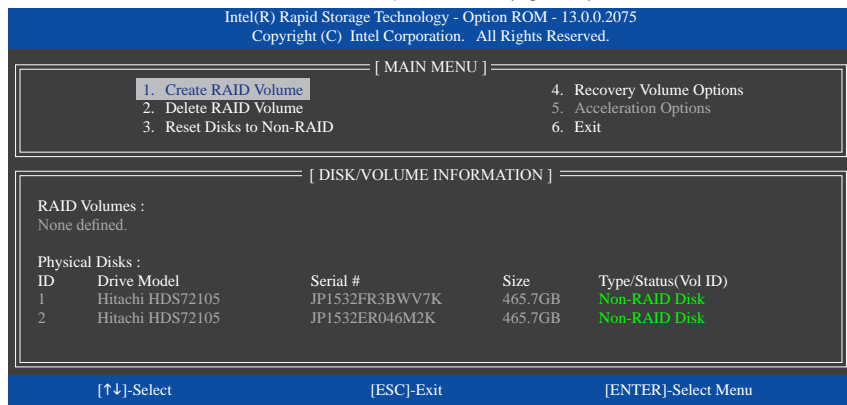 Intel(R) Rapid Storage Technology - Option ROM - 13.0.0.2075
Copyright (C) Intel Corporation. All Rights Reserved.
[ MAIN MENU ]
1. Create RAID Volume
2. Delete RAID Volume
3. Reset Disks to Non-RAID
4. Recovery Volume Options
5. Acceleration Options
6. Exit
[ DISK/VOLUME INFORMATION ]
RAID Volumes :
None defined.
Physical Disks :
ID Drive Model Serial # Size Type/Status(Vol ID)
1 Hitachi HDS72105 JP1532FR3BWV7K 465.7GB Non-RAID Disk
2 Hitachi HDS72105 JP1532ER046M2K 465.7GB Non-RAID Disk
[↑↓]-Select [ESC]-Exit [ENTER]-Select Menu